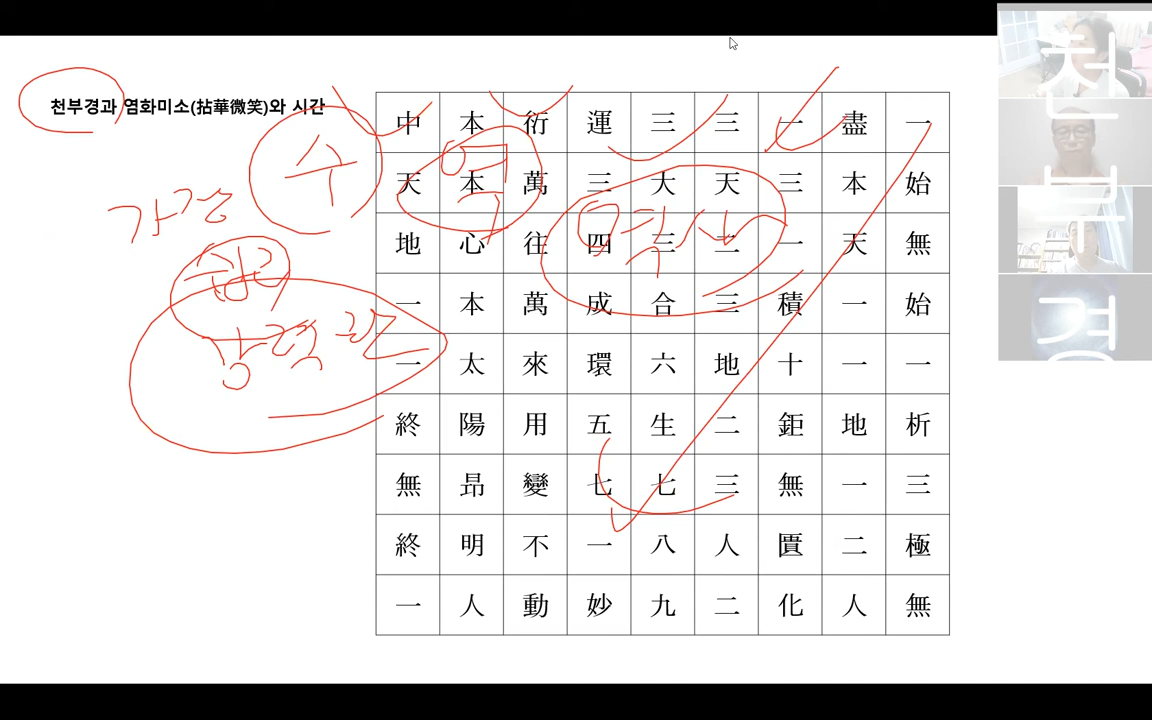 천부경과 염화미소(拈華微笑)와 시간
一始無始一析三極無
盡本天一一地一二人
一三一積十鉅無匱化
三天二三地二三人二
三大三合六生七八九
運三四成環五七一妙
衍萬往萬來用變不動
本本心本太陽昂明人
中天地一一終無終一
수
역
천
부
경